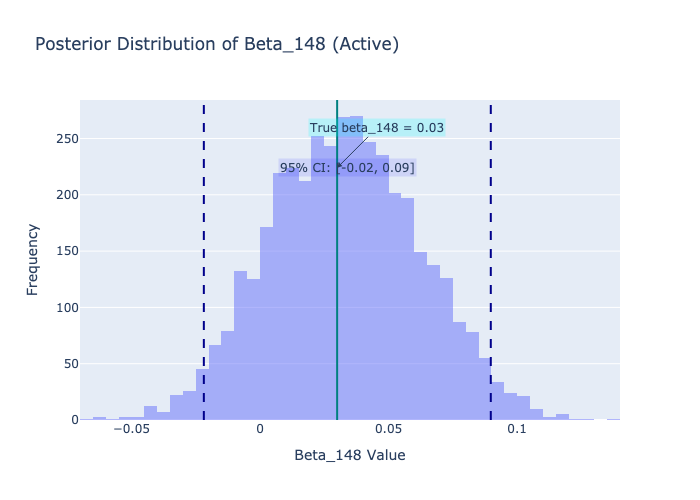 Posterior Distribution of Beta_148 (Active)
True beta_148 = 0.03
95% CI: [-0.02, 0.09]
250
200
150
100
50
0
Frequency
−0.05
0
0.05
0.1
Beta_148 Value